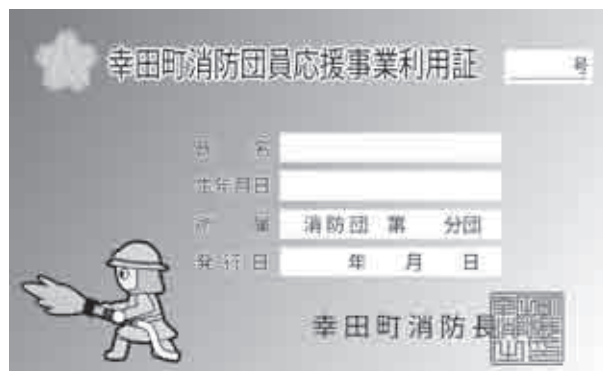 幸田町消防団員応援事業利用証 号
氏 名
生年月日
所 属 消防団 第 分団
発行日 年 月 日
幸田町消防長